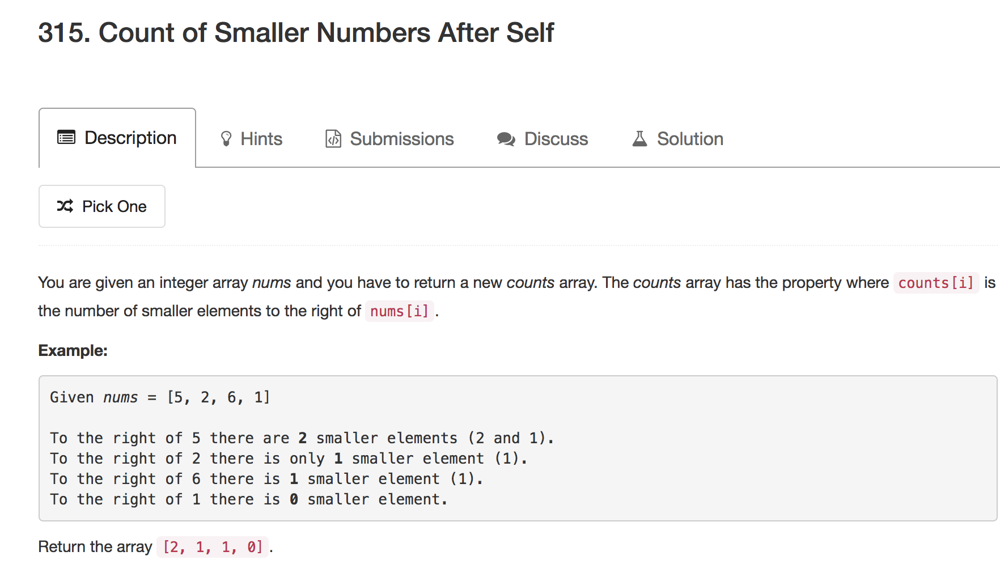 315. Count of Smaller Numbers After Self
Description
Hints
Submissions
Discuss
Solution
Pick One
You are given an integer array nums and you have to return a new counts array. The counts array has the property where counts[i] is
the number of smaller elements to the right of nums[i].
Example:
Given nums = [5, 2, 6, 1]
To the right of 5 there are 2 smaller elements (2 and 1).
To the right of 2 there is only 1 smaller element (1).
To the right of 6 there is 1 smaller element (1).
To the right of 1 there is 0 smaller element.
Return the array [2, 1, 1, 0].